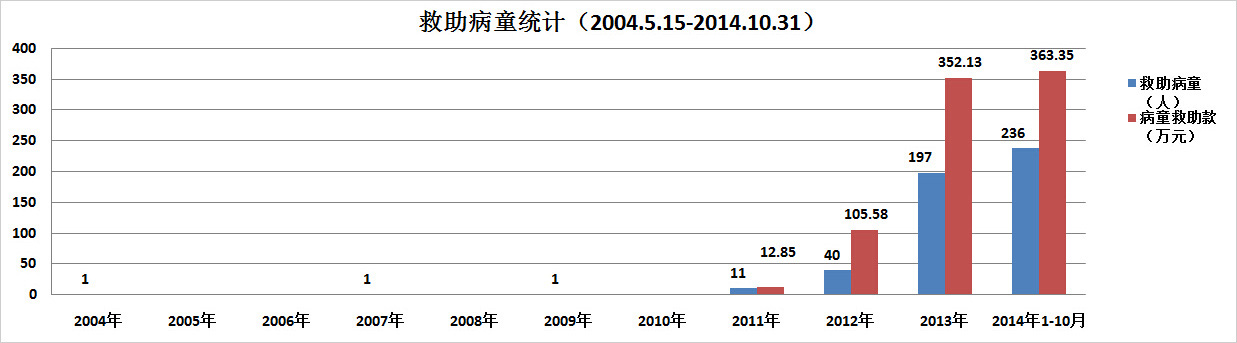 救助病童统计（2004.5.15-2014.10.31）
400
350
300
250
200
150
100
50
0
1
1
1
11
12.85
40
105.58
197
352.13
236
363.35
2004年
2005年
2006年
2007年
2008年
2009年
2010年
2011年
2012年
2013年
2014年1-10月
救助病童
（人）
病童救助款
（万元）